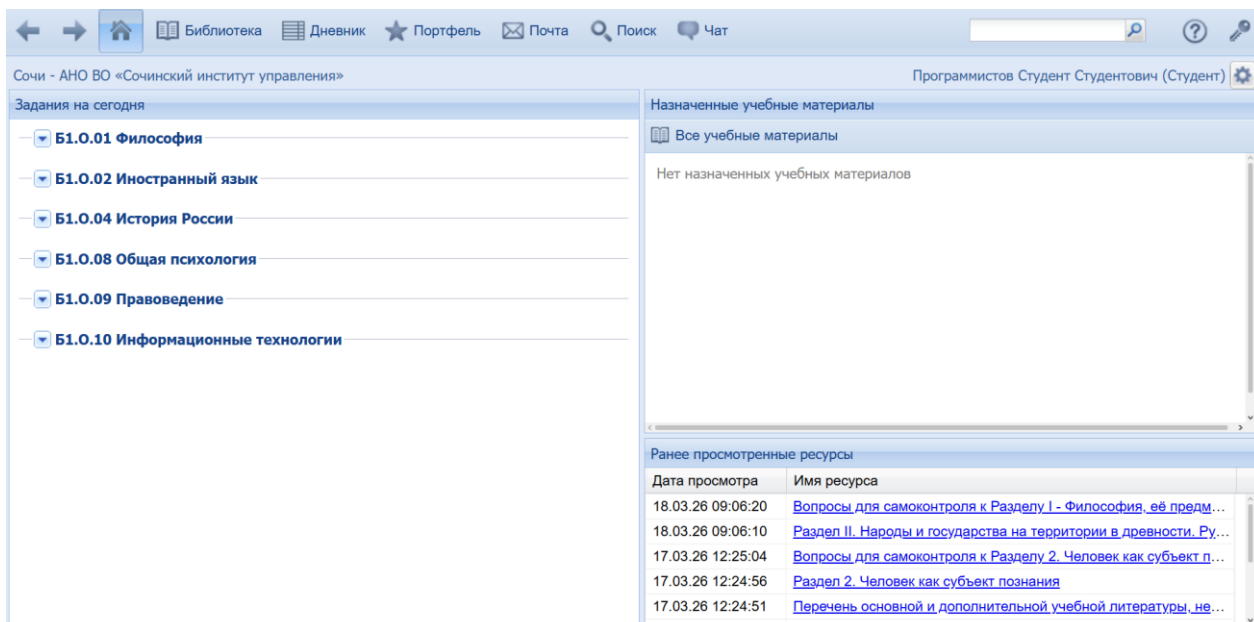 Библиотека Дневник Портфель Почта Поиск Чат
Сочи - АНО ВО «Сочинский институт управления»
Программистов Студент Студентович (Студент)
Задания на сегодня
Б1.О.01 Философия
Б1.О.02 Иностранный язык
Б1.О.04 История России
Б1.О.08 Общая психология
Б1.О.09 Правоведение
Б1.О.10 Информационные технологии
Назначенные учебные материалы
Все учебные материалы
Нет назначенных учебных материалов
Ранее просмотренные ресурсы
Дата просмотра Имя ресурса
18.03.26 09:06:20 Вопросы для самоконтроля к Разделу I - Философия, её предм...
18.03.26 09:06:10 Раздел II. Народы и государства на территории в древности. Ру...
17.03.26 12:25:04 Вопросы для самоконтроля к Разделу 2. Человек как субъект п...
17.03.26 12:24:56 Раздел 2. Человек как субъект познания
17.03.26 12:24:51 Перечень основной и дополнительной учебной литературы, не...